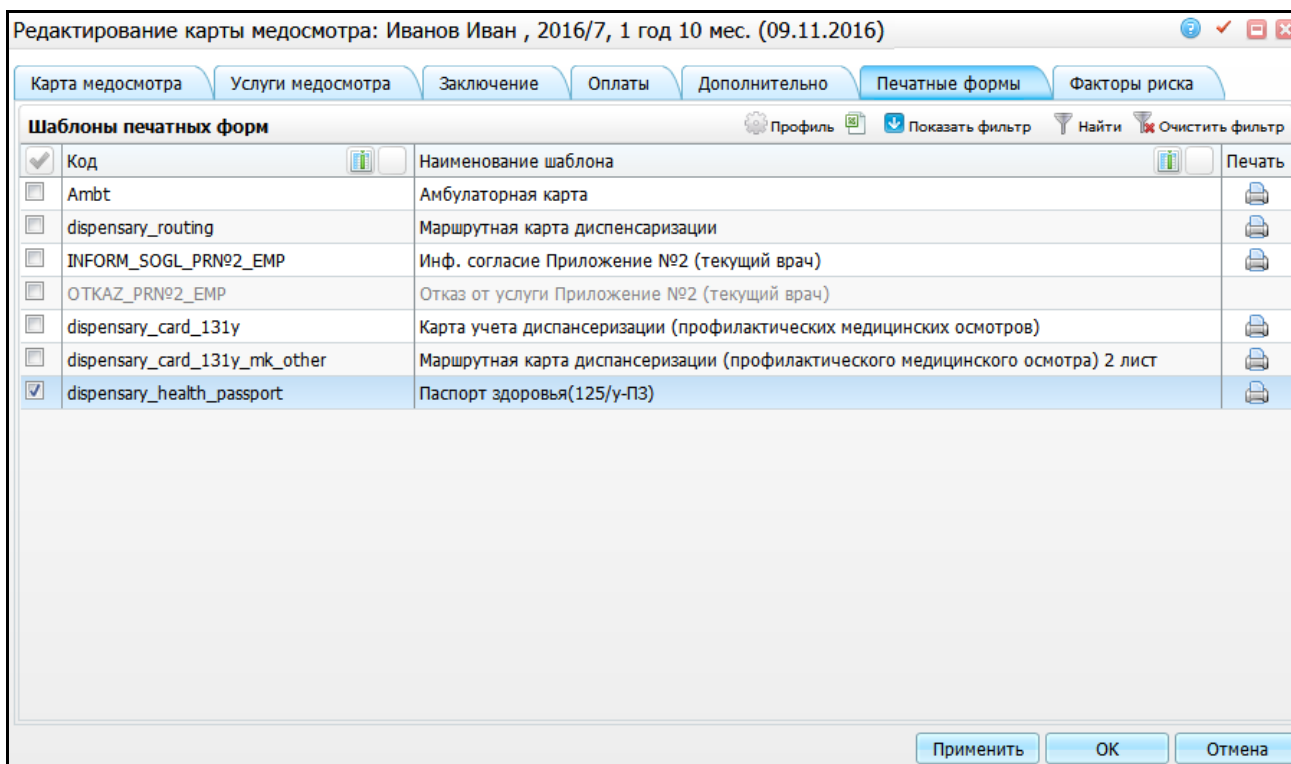 Редактирование карты медосмотра: Иванов Иван , 2016/7, 1 год 10 мес. (09.11.2016)
Карта медосмотра Услуги медосмотра Заключение Оплаты Дополнительно Печатные формы Факторы риска
Шаблоны печатных форм Профиль Показать фильтр Найти Очистить фильтр
Код Наименование шаблона Печать
Ambt Амбулаторная карта
dispensary_routing Маршрутная карта диспенсаризации
INFORM_SOGL_PR№2_EMP Инф. согласие Приложение №2 (текущий врач)
OTKAZ_PR№2_EMP Отказ от услуги Приложение №2 (текущий врач)
dispensary_card_131y Карта учета диспансеризации (профилактических медицинских осмотров)
dispensary_card_131y_mk_other Маршрутная карта диспансеризации (профилактического медицинского осмотра) 2 лист
dispensary_health_passport Паспорт здоровья(125/у-ПЗ)
Применить ОК Отмена